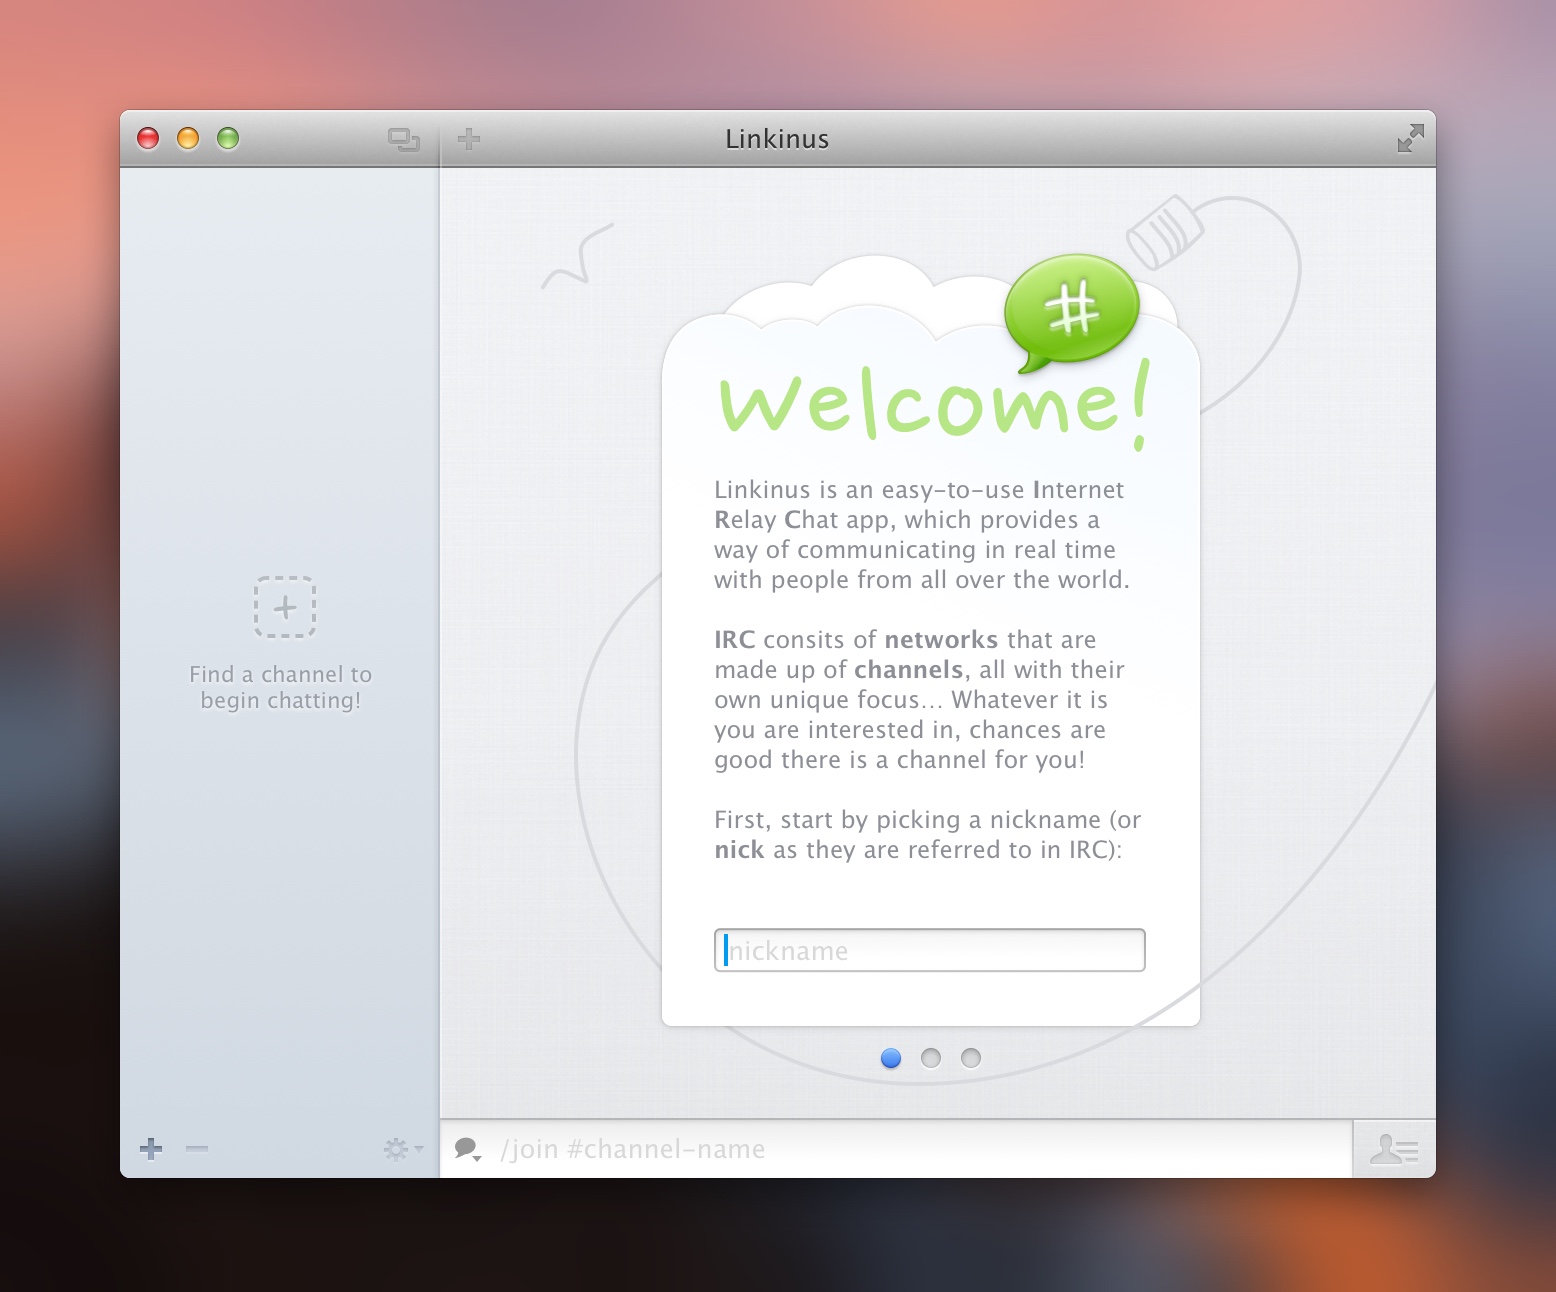 Linkinus
#
Welcome!
Linkinus is an easy-to-use Internet
Relay Chat app, which provides a
way of communicating in real time
with people from all over the world.
IRC consits of networks that are
made up of channels, all with their
own unique focus... Whatever it is
you are interested in, chances are
good there is a channel for you!
First, start by picking a nickname (or
nick as they are referred to in IRC):
nickname
Find a channel to
begin chatting!
/join #channel-name